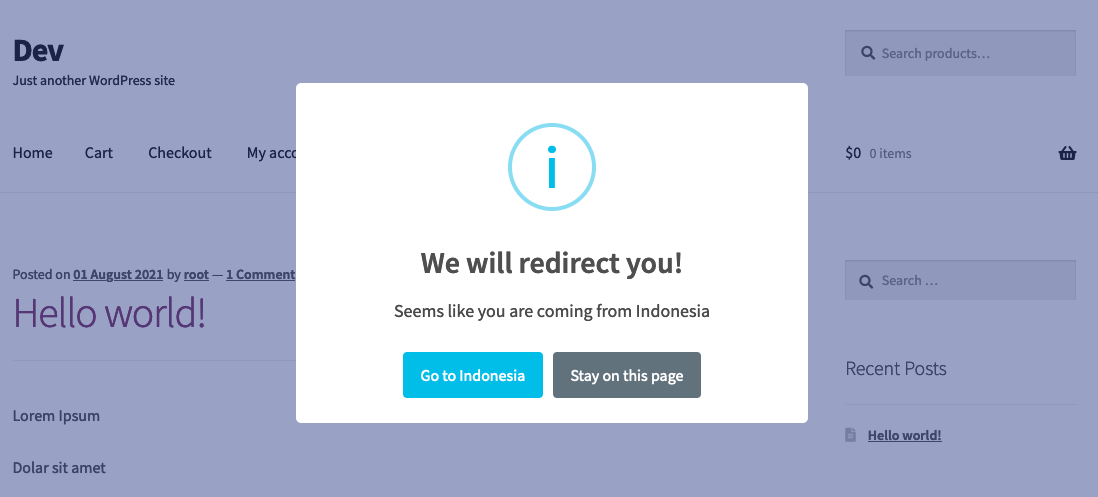 Dev
Just another WordPress site
Search products…
Home Cart Checkout My acco
$0 0 items
i
We will redirect you!
Seems like you are coming from Indonesia
Go to Indonesia Stay on this page
Posted on 01 August 2021 by root — 1 Comment
Hello world!
Lorem Ipsum
Dolar sit amet
Search …
Recent Posts
Hello world!